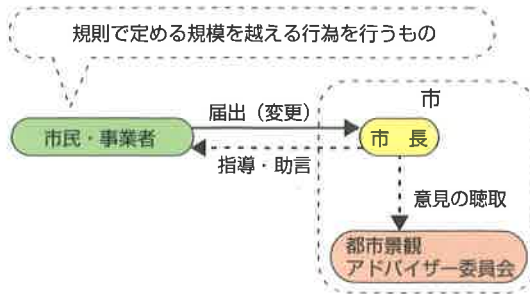 規則で定める規模を越える行為を行うもの
市
届出（変更）
市民・事業者
市　長
指導・助言
意見の聴取
都市景観
アドバイザー委員会